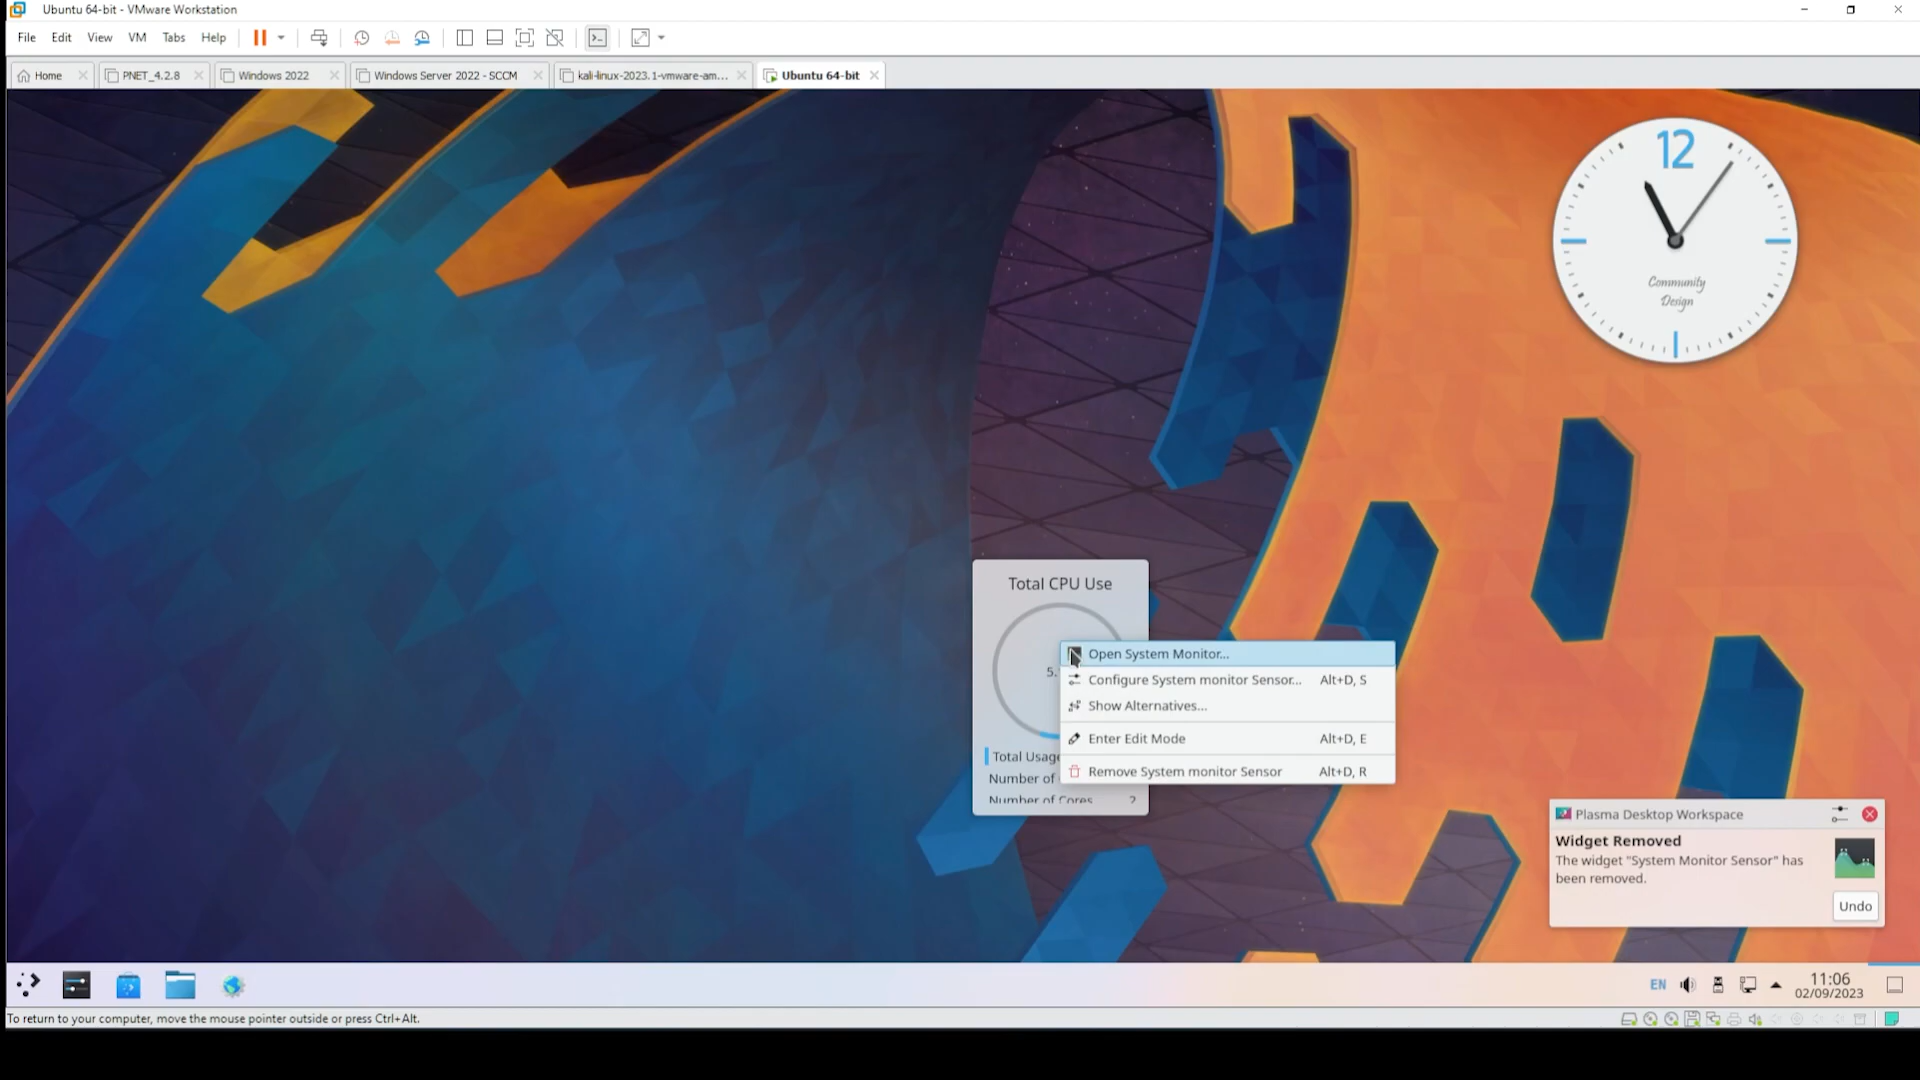 Ubuntu 64-bit - VMware Workstation
File Edit View VM Tabs Help
Home PNET_4.2.8 Windows 2022 Windows Server 2022 - SCCM kali-linux-2023.1-vmware-am... Ubuntu 64-bit
12
Community
Design
Total CPU Use
5.
Open System Monitor...
Configure System monitor Sensor... Alt+D, S
Show Alternatives...
Enter Edit Mode Alt+D, E
Remove System monitor Sensor Alt+D, R
Total Usage
Number of
Number of Cores 2
Plasma Desktop Workspace
Widget Removed
The widget "System Monitor Sensor" has
been removed.
Undo
EN 11:06
02/09/2023
To return to your computer, move the mouse pointer outside or press Ctrl+Alt.